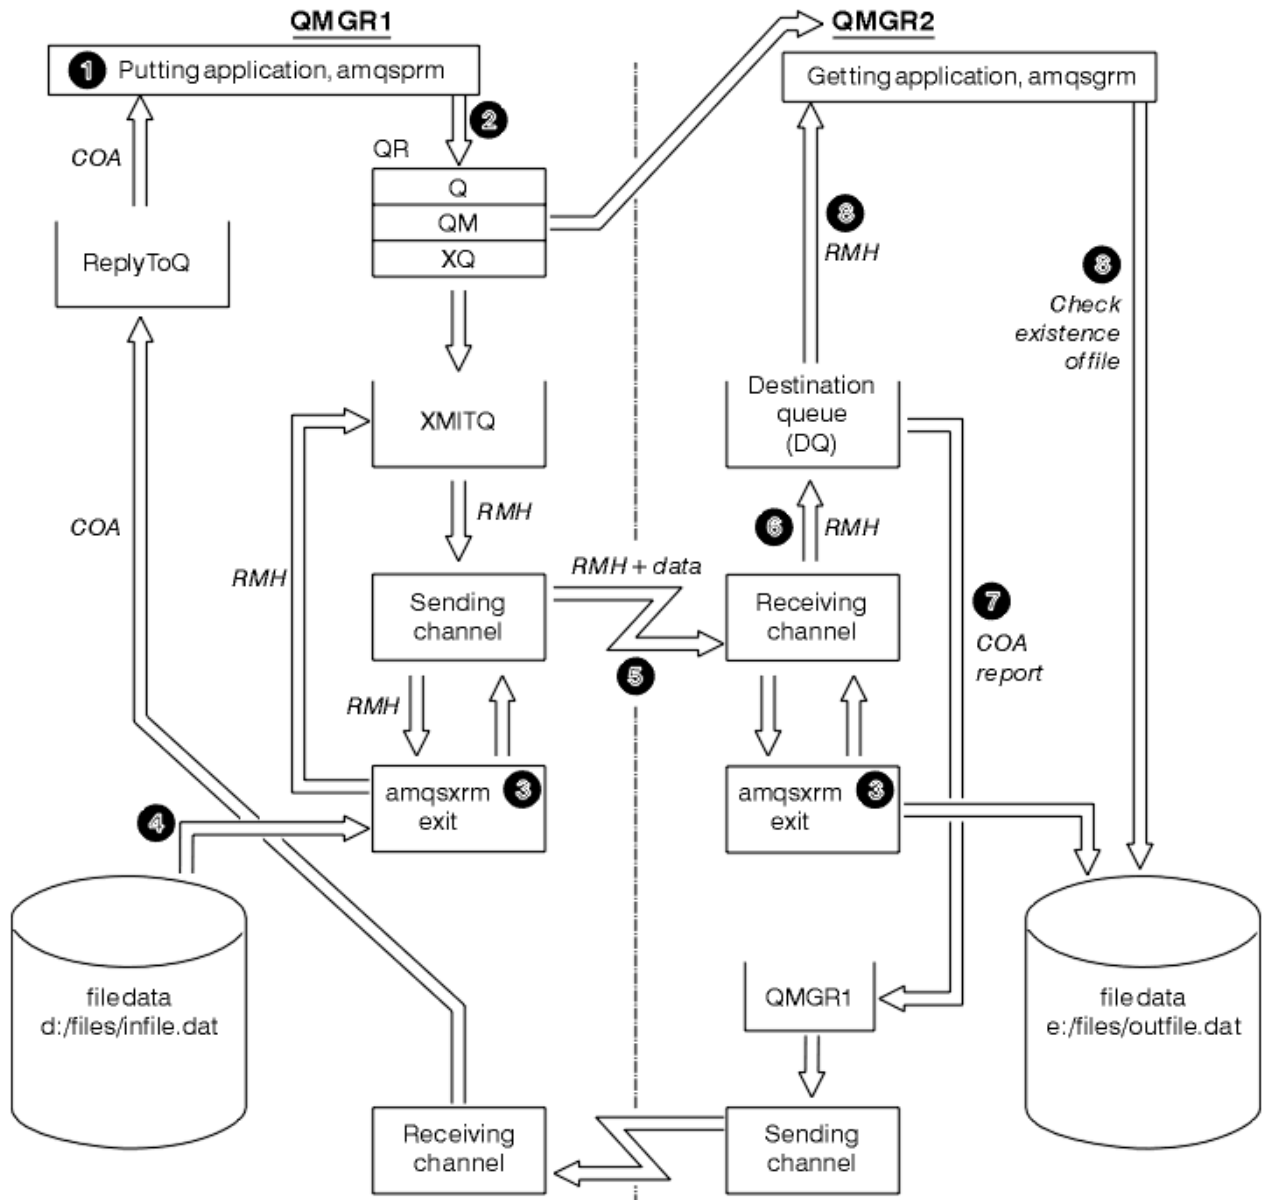 QMGR1
QMGR2
1 Putting application, amqsprm
Getting application, amqsgrm
2
COA
QR
Q
QM
XQ
ReplyToQ
8
RMH
8
Check
existence
of file
XMITQ
Destination
queue
(DQ)
COA
RMH
RMH
6
RMH
RMH + data
Sending
channel
Receiving
channel
7
COA
report
5
RMH
amqsxrm 3
exit
amqsxrm 3
exit
4
file data
d:/files/infile.dat
QMGR1
file data
e:/files/outfile.dat
Receiving
channel
Sending
channel